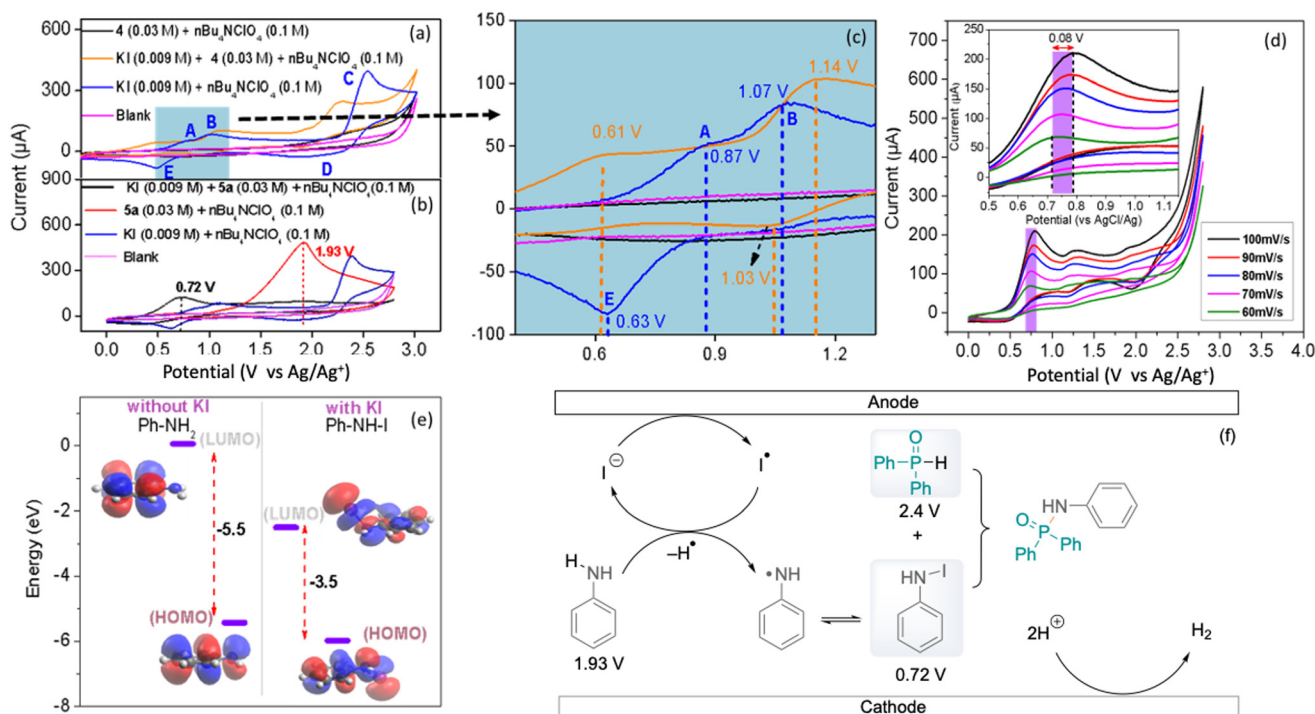 (a)
4 (0.03 M) + nBu4NClO4 (0.1 M)
KI (0.009 M) + 4 (0.03 M) + nBu4NClO4 (0.1 M)
KI (0.009 M) + nBu4NClO4 (0.1 M)
Blank
A
B
C
D
E
600
300
0
900
600
300
0
Current (µA)
(b)
KI (0.009 M) + 5a (0.03 M) + nBu4NClO4 (0.1 M)
5a (0.03 M) + nBu4NClO4 (0.1 M)
KI (0.009 M) + nBu4NClO4 (0.1 M)
Blank
0.72 V
1.93 V
0.0 0.5 1.0 1.5 2.0 2.5 3.0
Potential (V vs Ag/Ag+)
(c)
150
100
50
0
-50
-100
0.61 V
A
0.87 V
1.07 V
B
1.14 V
1.03 V
E
0.63 V
0.6 0.9 1.2
(d)
700
600
500
400
300
200
100
0
Current (µA)
0.08 V
250
200
150
100
50
0
Current (µA)
0.5 0.6 0.7 0.8 0.9 1.0 1.1
Potential (vs AgCl/Ag)
100mV/s
90mV/s
80mV/s
70mV/s
60mV/s
0.0 0.5 1.0 1.5 2.0 2.5 3.0 3.5 4.0
Potential (V vs Ag/Ag+)
(e)
without KI
Ph-NH2
(LUMO)
-5.5
(HOMO)
with KI
Ph-NH-I
(LUMO)
-3.5
(HOMO)
0
-2
-4
-6
-8
Energy (eV)
Anode
(f)
I⊖
I•
–H•
H
NH
1.93 V
•NH
O
Ph P H
Ph
2.4 V
+
HN I
0.72 V
O HN
P
Ph Ph
2H⊕
H2
Cathode